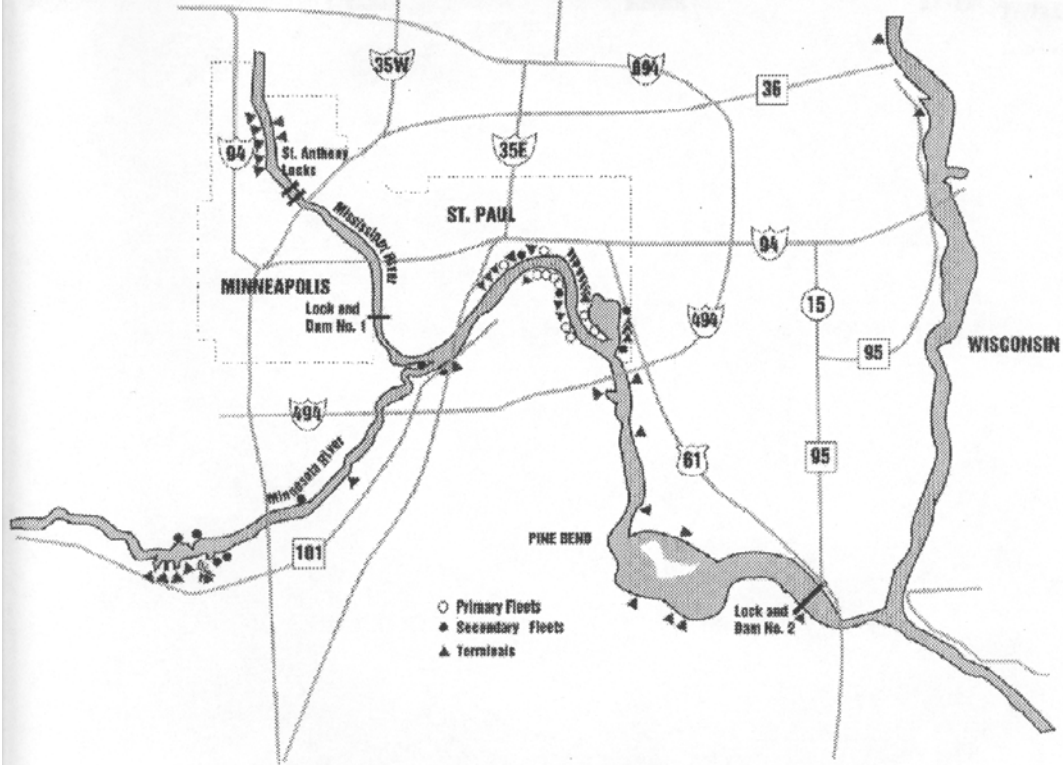 35W
694
36
94
St. Anthony
Locks
35E
Mississippi River
ST. PAUL
94
MINNEAPOLIS
Lock and
Dam No. 1
15
494
95
WISCONSIN
494
61
95
Minnesota River
PINE BEND
101
Primary Fleets
Secondary Fleets
Terminals
Lock and
Dam No. 2